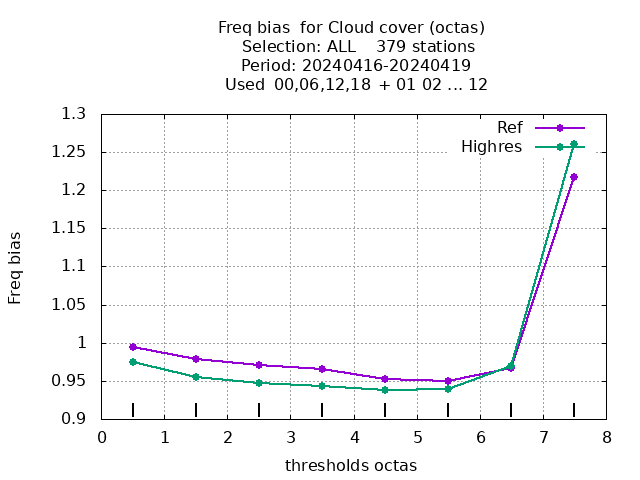 Freq bias  for Cloud cover (octas)
Selection: ALL    379 stations
Period: 20240416-20240419
Used  00,06,12,18 + 01 02 ... 12
Ref
Highres
1.3
1.25
1.2
1.15
1.1
1.05
1
0.95
0.9
Freq bias
0 1 2 3 4 5 6 7 8
thresholds octas